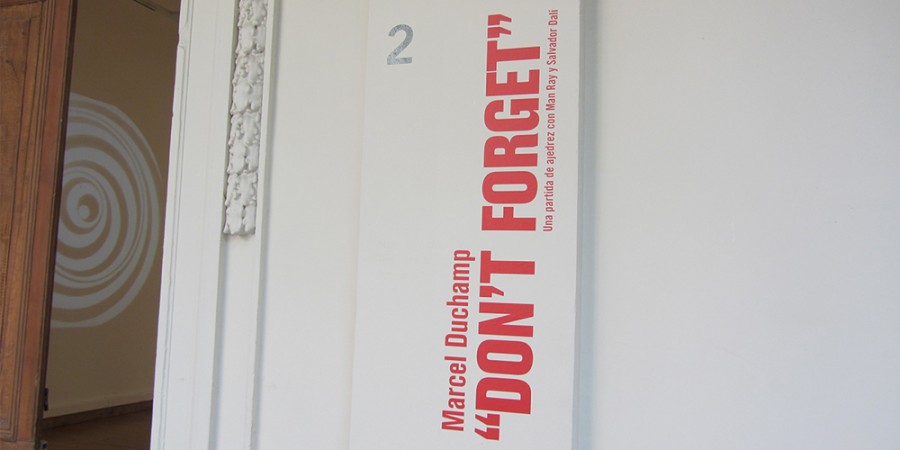 2
Marcel Duchamp
“DON’T FORGET”
Una partida de ajedrez con Man Ray y Salvador Dalí